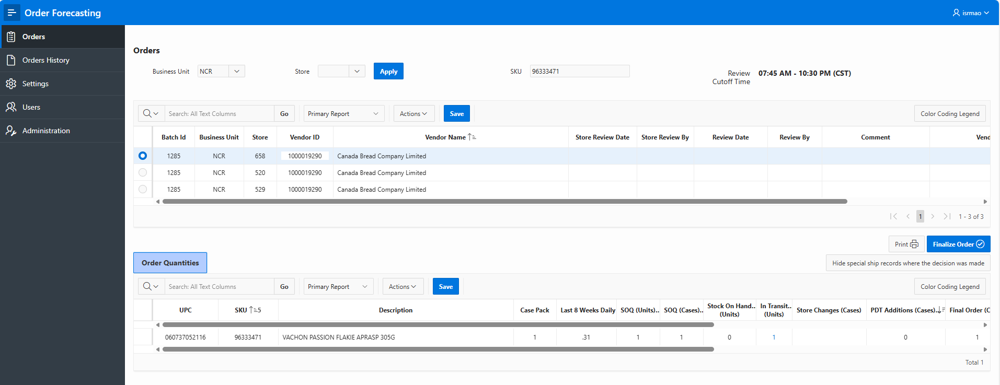 Order Forecasting
isrmao
Orders
Orders History
Settings
Users
Administration
Orders
Business Unit NCR Store Apply SKU 96333471 Review Cutoff Time 07:45 AM - 10:30 PM (CST)
Search: All Text Columns Go Primary Report Actions Save Color Coding Legend
Batch Id Business Unit Store Vendor ID Vendor Name Store Review Date Store Review By Review Date Review By Comment Vend
1285 NCR 658 1000019290 Canada Bread Company Limited
1285 NCR 520 1000019290 Canada Bread Company Limited
1285 NCR 529 1000019290 Canada Bread Company Limited
1 1 - 3 of 3
Print Finalize Order
Order Quantities
Hide special ship records where the decision was made
Search: All Text Columns Go Primary Report Actions Save Color Coding Legend
UPC SKU 5 Description Case Pack Last 8 Weeks Daily SOQ (Units).. SOQ (Cases).. Stock On Hand.. (Units) In Transit.. (Units) Store Changes (Cases) PDT Additions (Cases).. Final Order (C
060737052116 96333471 VACHON PASSION FLAKIE APRASP 305G 1 .31 1 1 0 1 0 1
Total 1